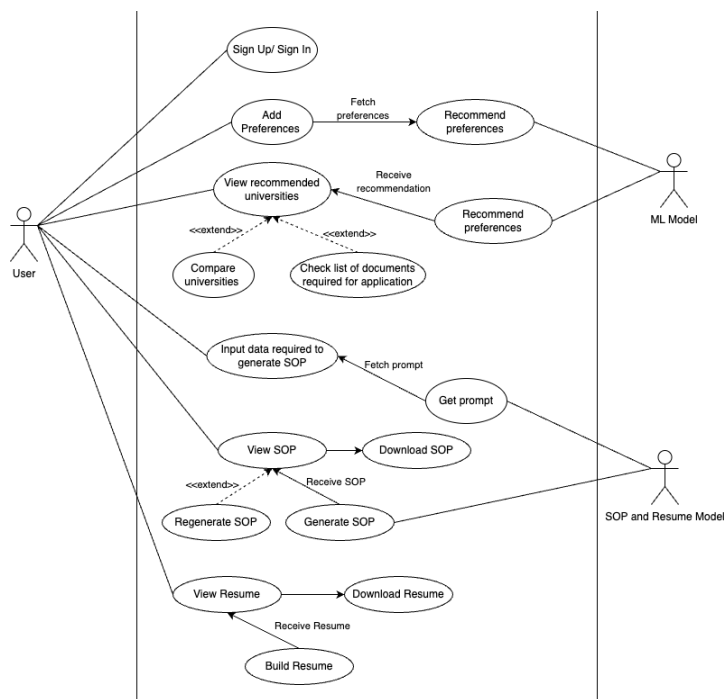 Sign Up/ Sign In
Add
Preferences
Fetch
preferences
Recommend
preferences
View recommended
universities
Receive
recommendation
Recommend
preferences
ML Model
User
<<extend>>
<<extend>>
Compare
universities
Check list of documents
required for application
Input data required to
generate SOP
Fetch prompt
Get prompt
View SOP
Download SOP
<<extend>>
Receive SOP
Regenerate SOP
Generate SOP
SOP and Resume Model
View Resume
Download Resume
Receive Resume
Build Resume